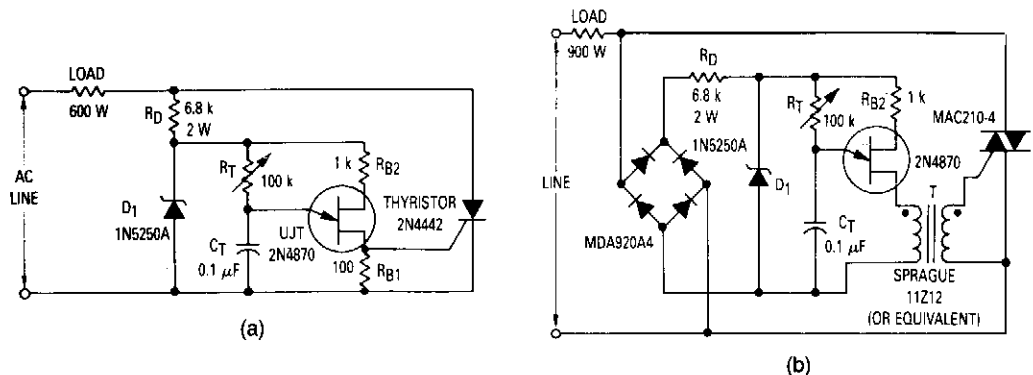 LOAD
600 W
R_D
6.8 k
2 W
AC
LINE
D1
1N5250A
R_T
100 k
C_T
0.1 µF
1 k
R_B2
UJT
2N4870
THYRISTOR
2N4442
100
R_B1
(a)
LOAD
900 W
LINE
R_D
6.8 k
2 W
1N5250A
MDA920A4
D1
R_T
100 k
R_B2
1 k
MAC210-4
2N4870
T
C_T
0.1 µF
SPRAGUE
11Z12
(OR EQUIVALENT)
(b)